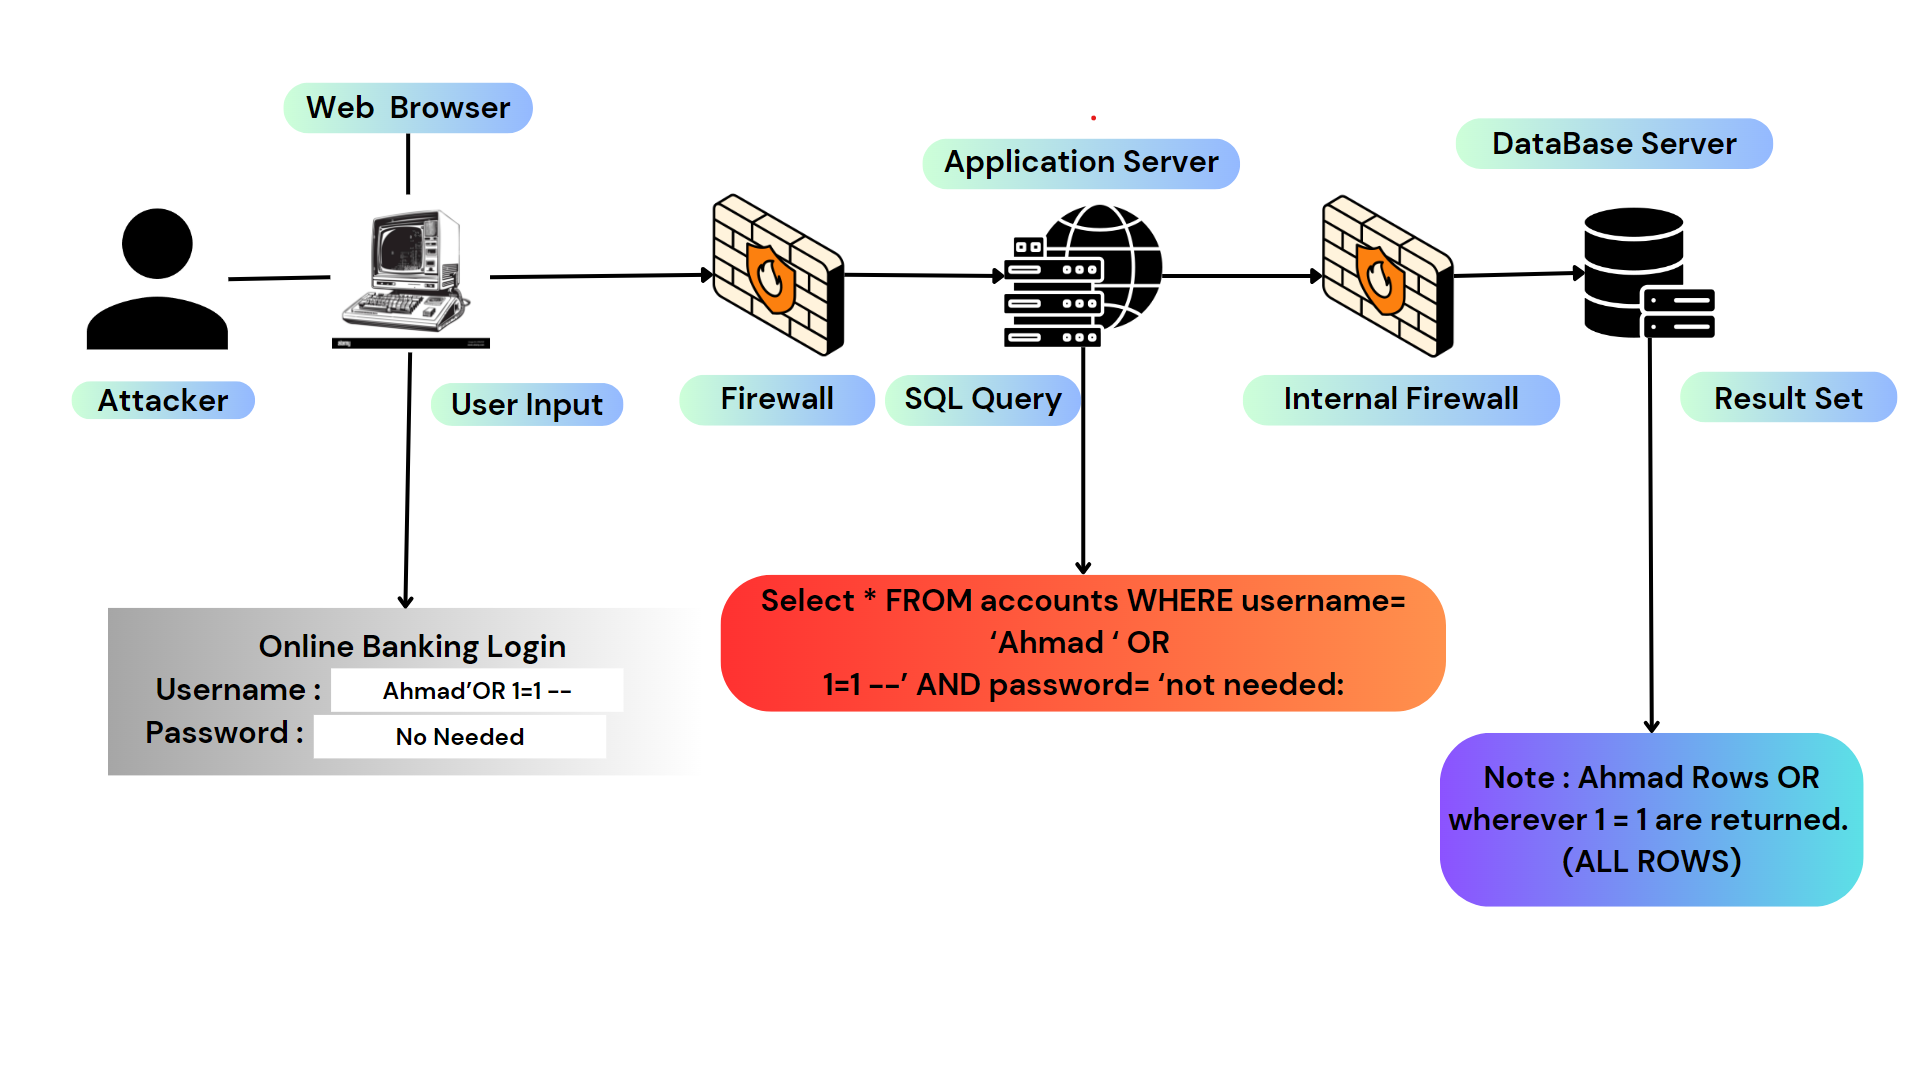 Web Browser
Application Server
DataBase Server
Attacker
User Input
Firewall
SQL Query
Internal Firewall
Result Set
Online Banking Login
Username : Ahmad’OR 1=1 --
Password : No Needed
Select * FROM accounts WHERE username=
‘Ahmad ‘ OR
1=1 --’ AND password= ‘not needed:
Note : Ahmad Rows OR
wherever 1 = 1 are returned.
(ALL ROWS)